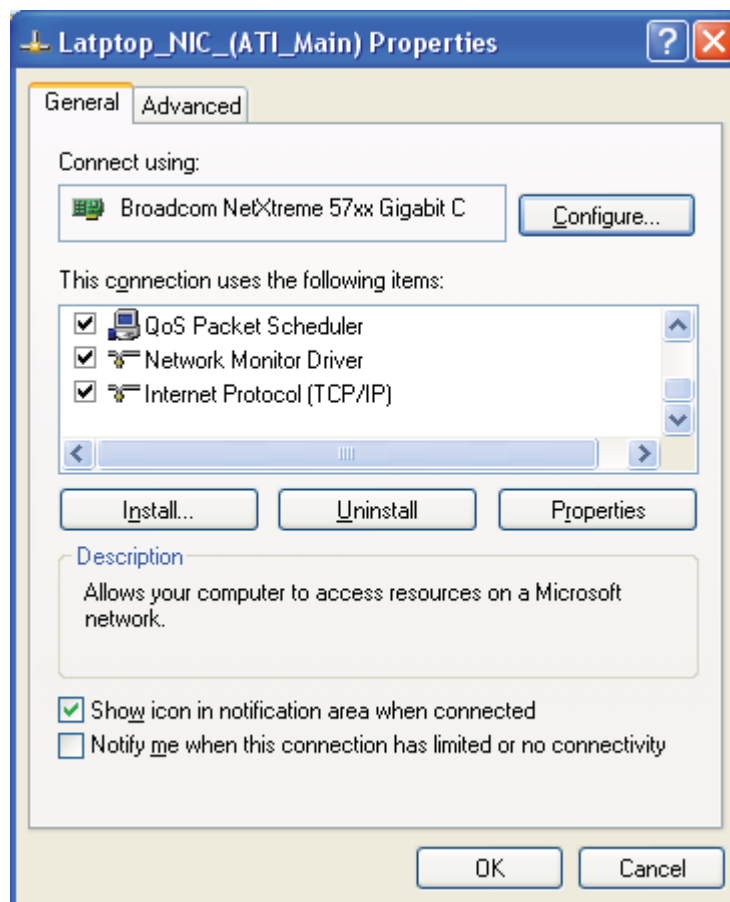 Latptop_NIC_(ATI_Main) Properties
General Advanced
Connect using:
Broadcom NetXtreme 57xx Gigabit C
Configure...
This connection uses the following items:
QoS Packet Scheduler
Network Monitor Driver
Internet Protocol (TCP/IP)
Install... Uninstall Properties
Description
Allows your computer to access resources on a Microsoft
network.
Show icon in notification area when connected
Notify me when this connection has limited or no connectivity
OK Cancel